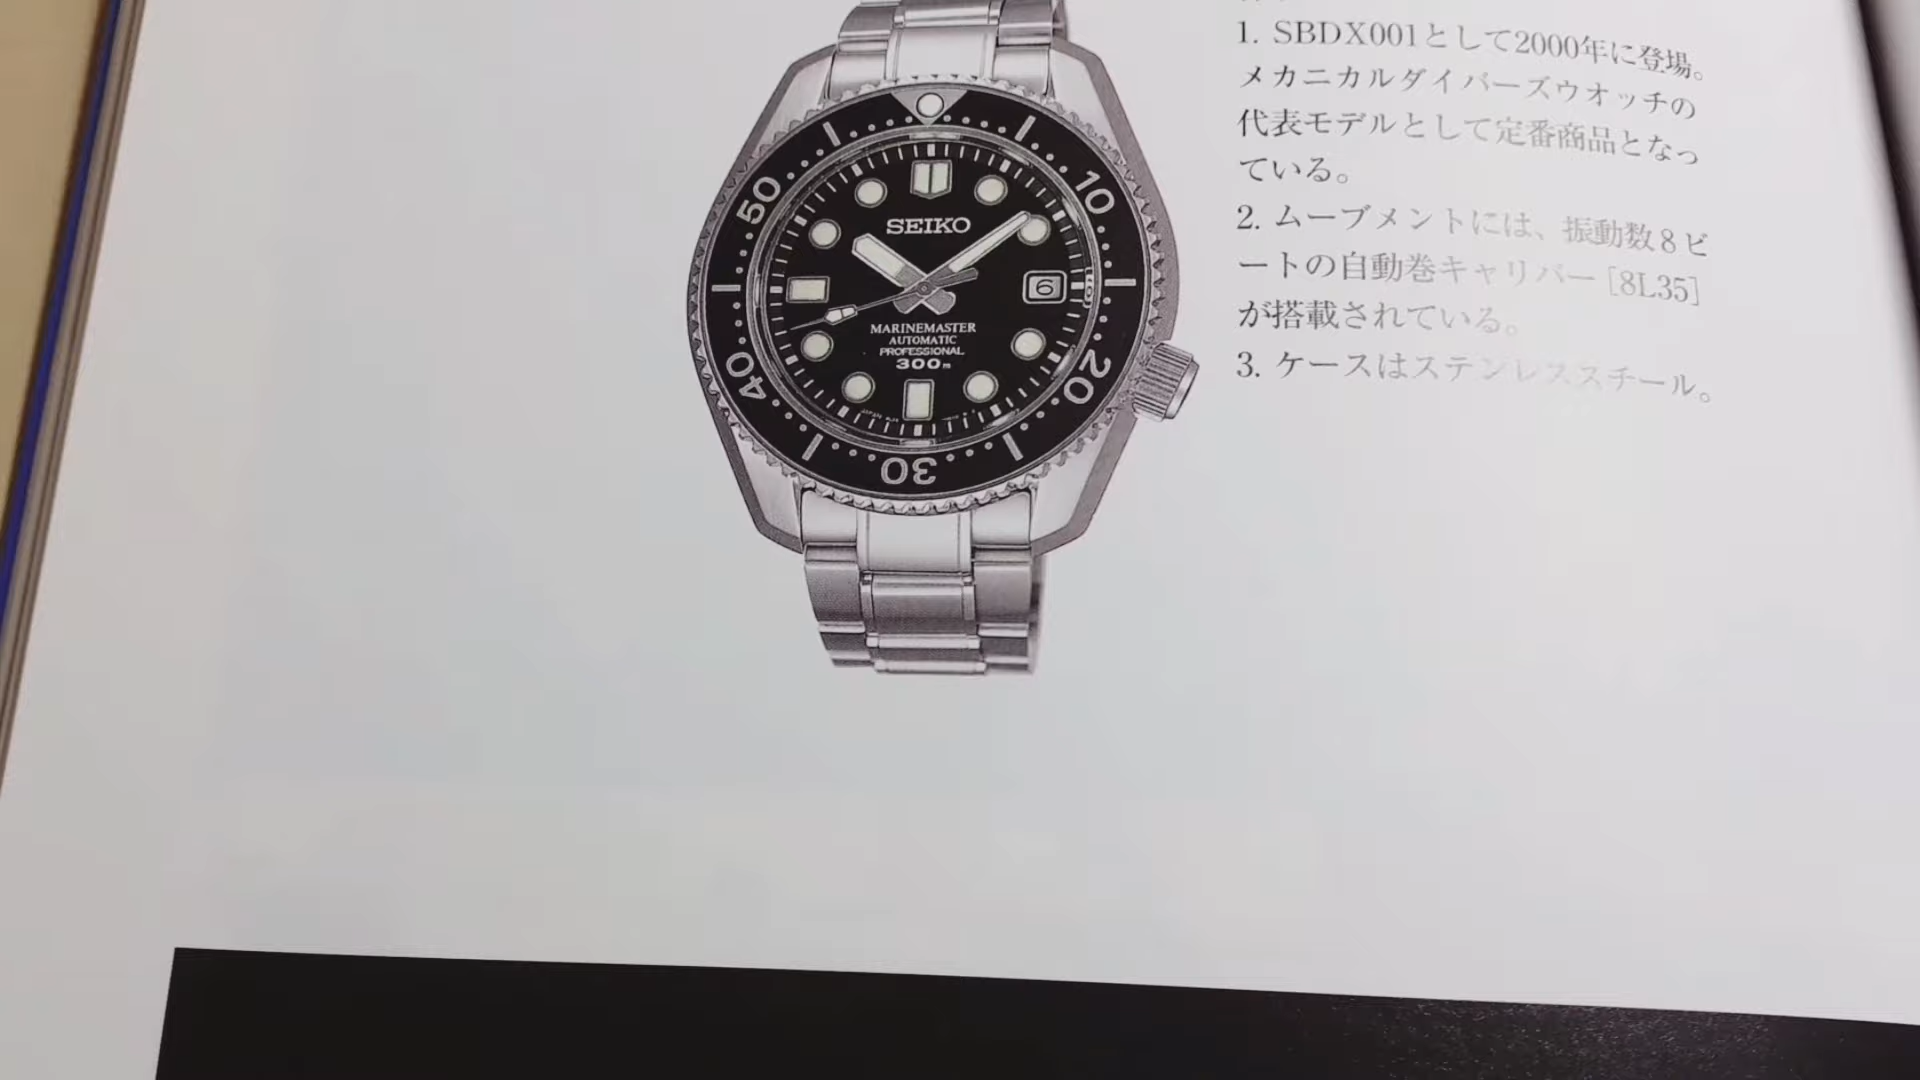 1. SBDX001として2000年に登場。
メカニカルダイバーズウオッチの
代表モデルとして定番商品となっ
ている。
2. ムーブメントには、振動数8ビ
ートの自動巻キャリバー [8L35]
が搭載されている。
3. ケースはステンレススチール。
10
20
30
40
50
SEIKO
6
MARINEMASTER
AUTOMATIC
PROFESSIONAL
300m